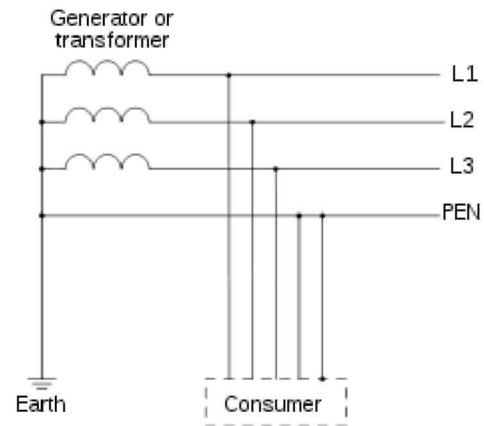 Generator or
transformer
L1
L2
L3
PEN
Earth
Consumer